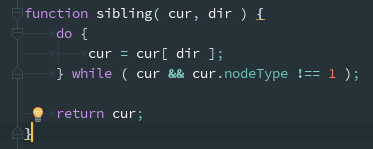 function sibling( cur, dir ) {
    do {
        cur = cur[ dir ];
    } while ( cur && cur.nodeType !== 1 );

    return cur;
}